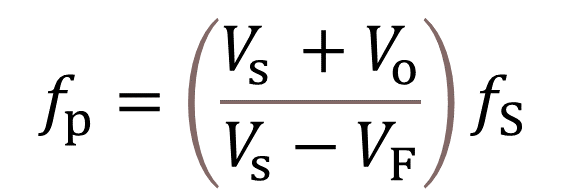 f_p = ( (V_s + V_o) / (V_s − V_F) ) f_S